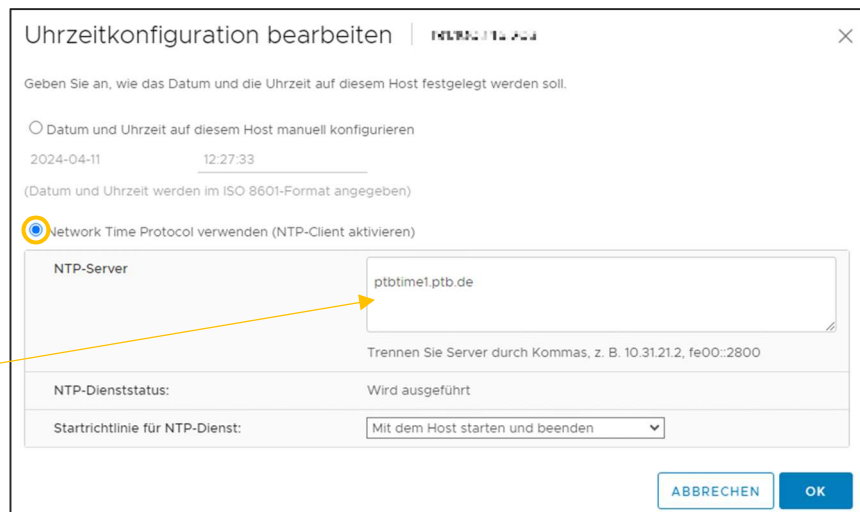 Uhrzeitkonfiguration bearbeiten
Geben Sie an, wie das Datum und die Uhrzeit auf diesem Host festgelegt werden soll.
Datum und Uhrzeit auf diesem Host manuell konfigurieren
2024-04-11 12:27:33
(Datum und Uhrzeit werden im ISO 8601-Format angegeben)
Network Time Protocol verwenden (NTP-Client aktivieren)
NTP-Server
ptbtime1.ptb.de
Trennen Sie Server durch Kommas, z. B. 10.31.21.2, fe00::2800
NTP-Dienststatus: Wird ausgeführt
Startrichtlinie für NTP-Dienst: Mit dem Host starten und beenden
ABBRECHEN OK